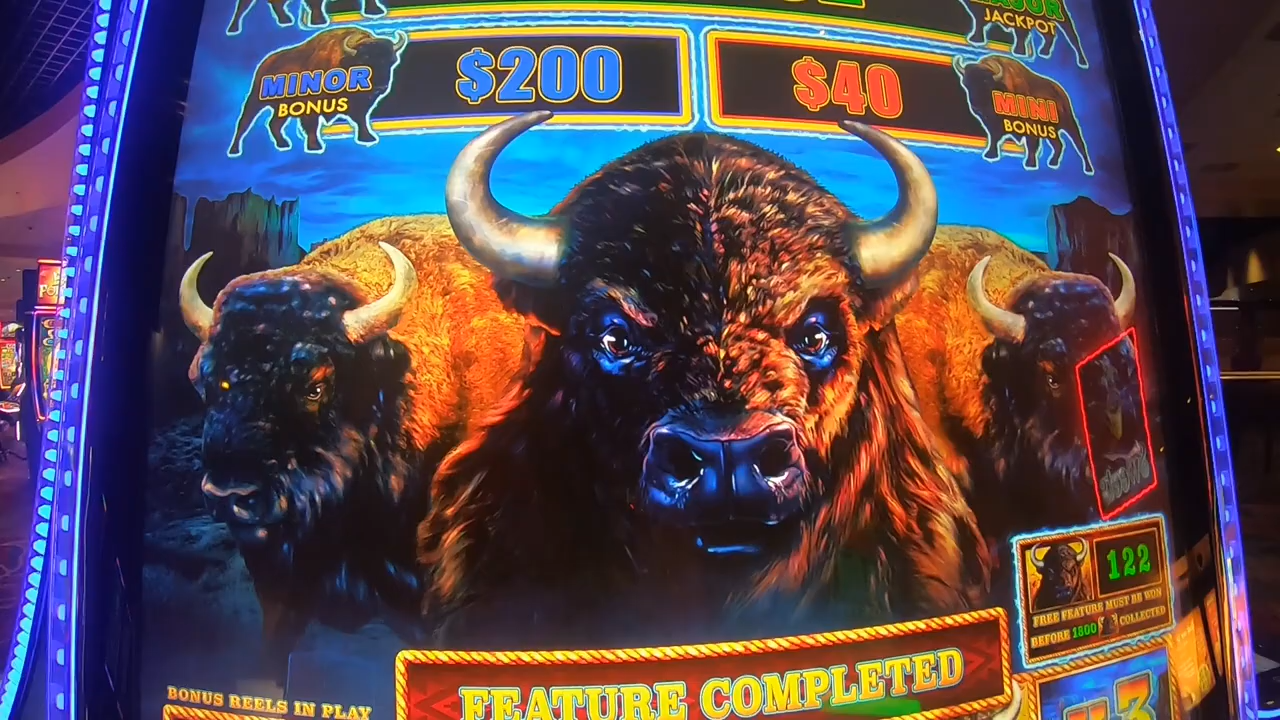 JACKPOT
MINOR
BONUS
$200
$40
MINI
BONUS
122
FREE FEATURE MUST BE WON
BEFORE 1800 COLLECTED
FEATURE COMPLETED
BONUS REELS IN PLAY